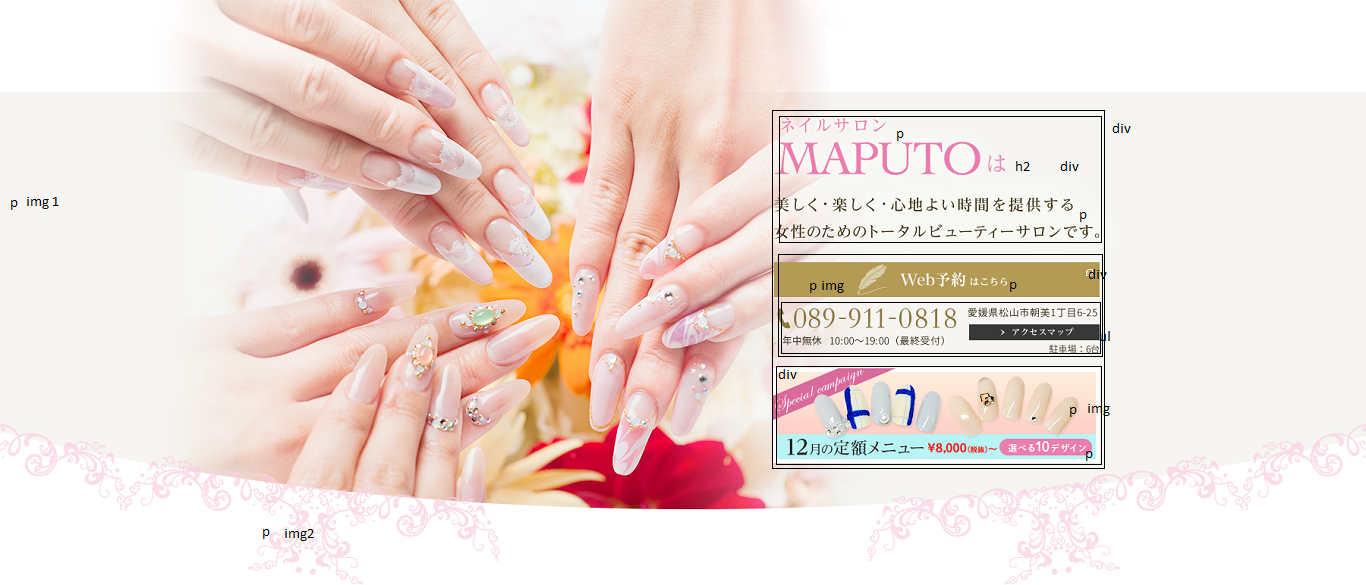 ネイルサロン
p
div
MAPUTOは
h2
div
p
img 1
美しく・楽しく・心地よい時間を提供する
p
女性のためのトータルビューティーサロンです。
div
p img
Web予約 はこちら
p
089-911-0818
愛媛県松山市朝美1丁目6-25
アクセスマップ
ul
年中無休 10:00～19:00（最終受付）
駐車場：6台
div
Special campaign
p
img
12月の定額メニュー ¥8,000(税抜)～ 選べる10デザイン
p
p
img2